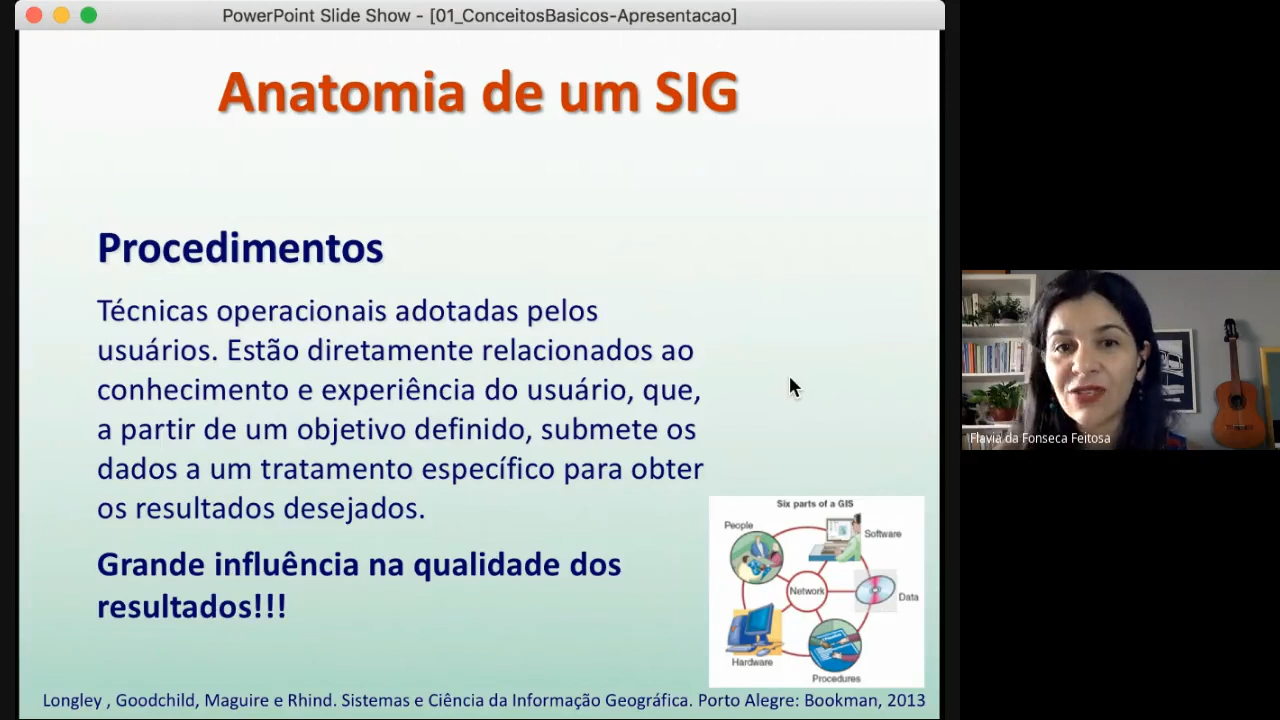 PowerPoint Slide Show - [01_ConceitosBasicos-Apresentacao]
Anatomia de um SIG
Procedimentos
Técnicas operacionais adotadas pelos
usuários. Estão diretamente relacionados ao
conhecimento e experiência do usuário, que,
a partir de um objetivo definido, submete os
dados a um tratamento específico para obter
os resultados desejados.
Grande influência na qualidade dos
resultados!!!
Six parts of a GIS
People
Software
Network
Data
Hardware
Procedures
Longley , Goodchild, Maguire e Rhind. Sistemas e Ciência da Informação Geográfica. Porto Alegre: Bookman, 2013
Flavia da Fonseca Feitosa